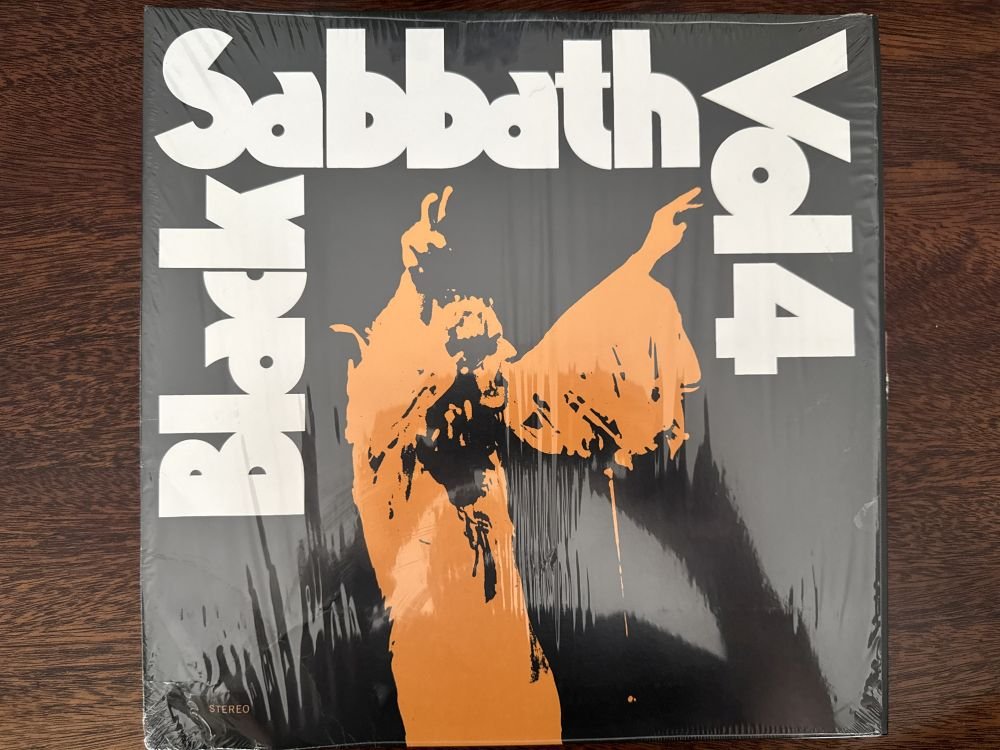 Black
Sabbath
Vol 4
STEREO